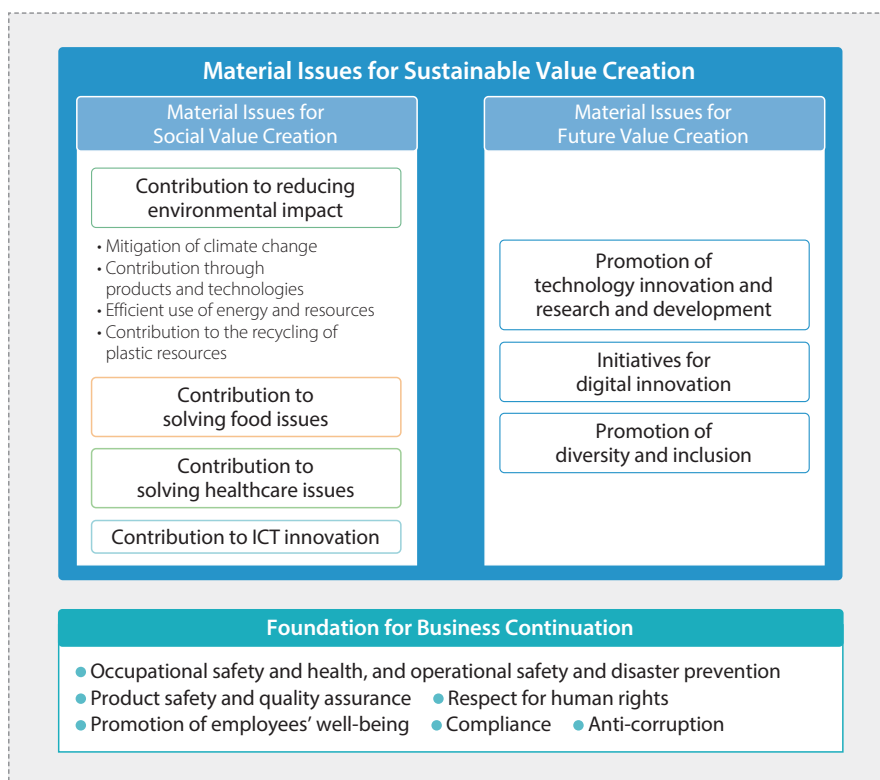 Material Issues for Sustainable Value Creation
Material Issues for
Social Value Creation
Contribution to reducing
environmental impact
• Mitigation of climate change
• Contribution through
products and technologies
• Efficient use of energy and resources
• Contribution to the recycling of
plastic resources
Contribution to
solving food issues
Contribution to
solving healthcare issues
Contribution to ICT innovation
Material Issues for
Future Value Creation
Promotion of
technology innovation and
research and development
Initiatives for
digital innovation
Promotion of
diversity and inclusion
Foundation for Business Continuation
● Occupational safety and health, and operational safety and disaster prevention
● Product safety and quality assurance ● Respect for human rights
● Promotion of employees’ well-being ● Compliance ● Anti-corruption